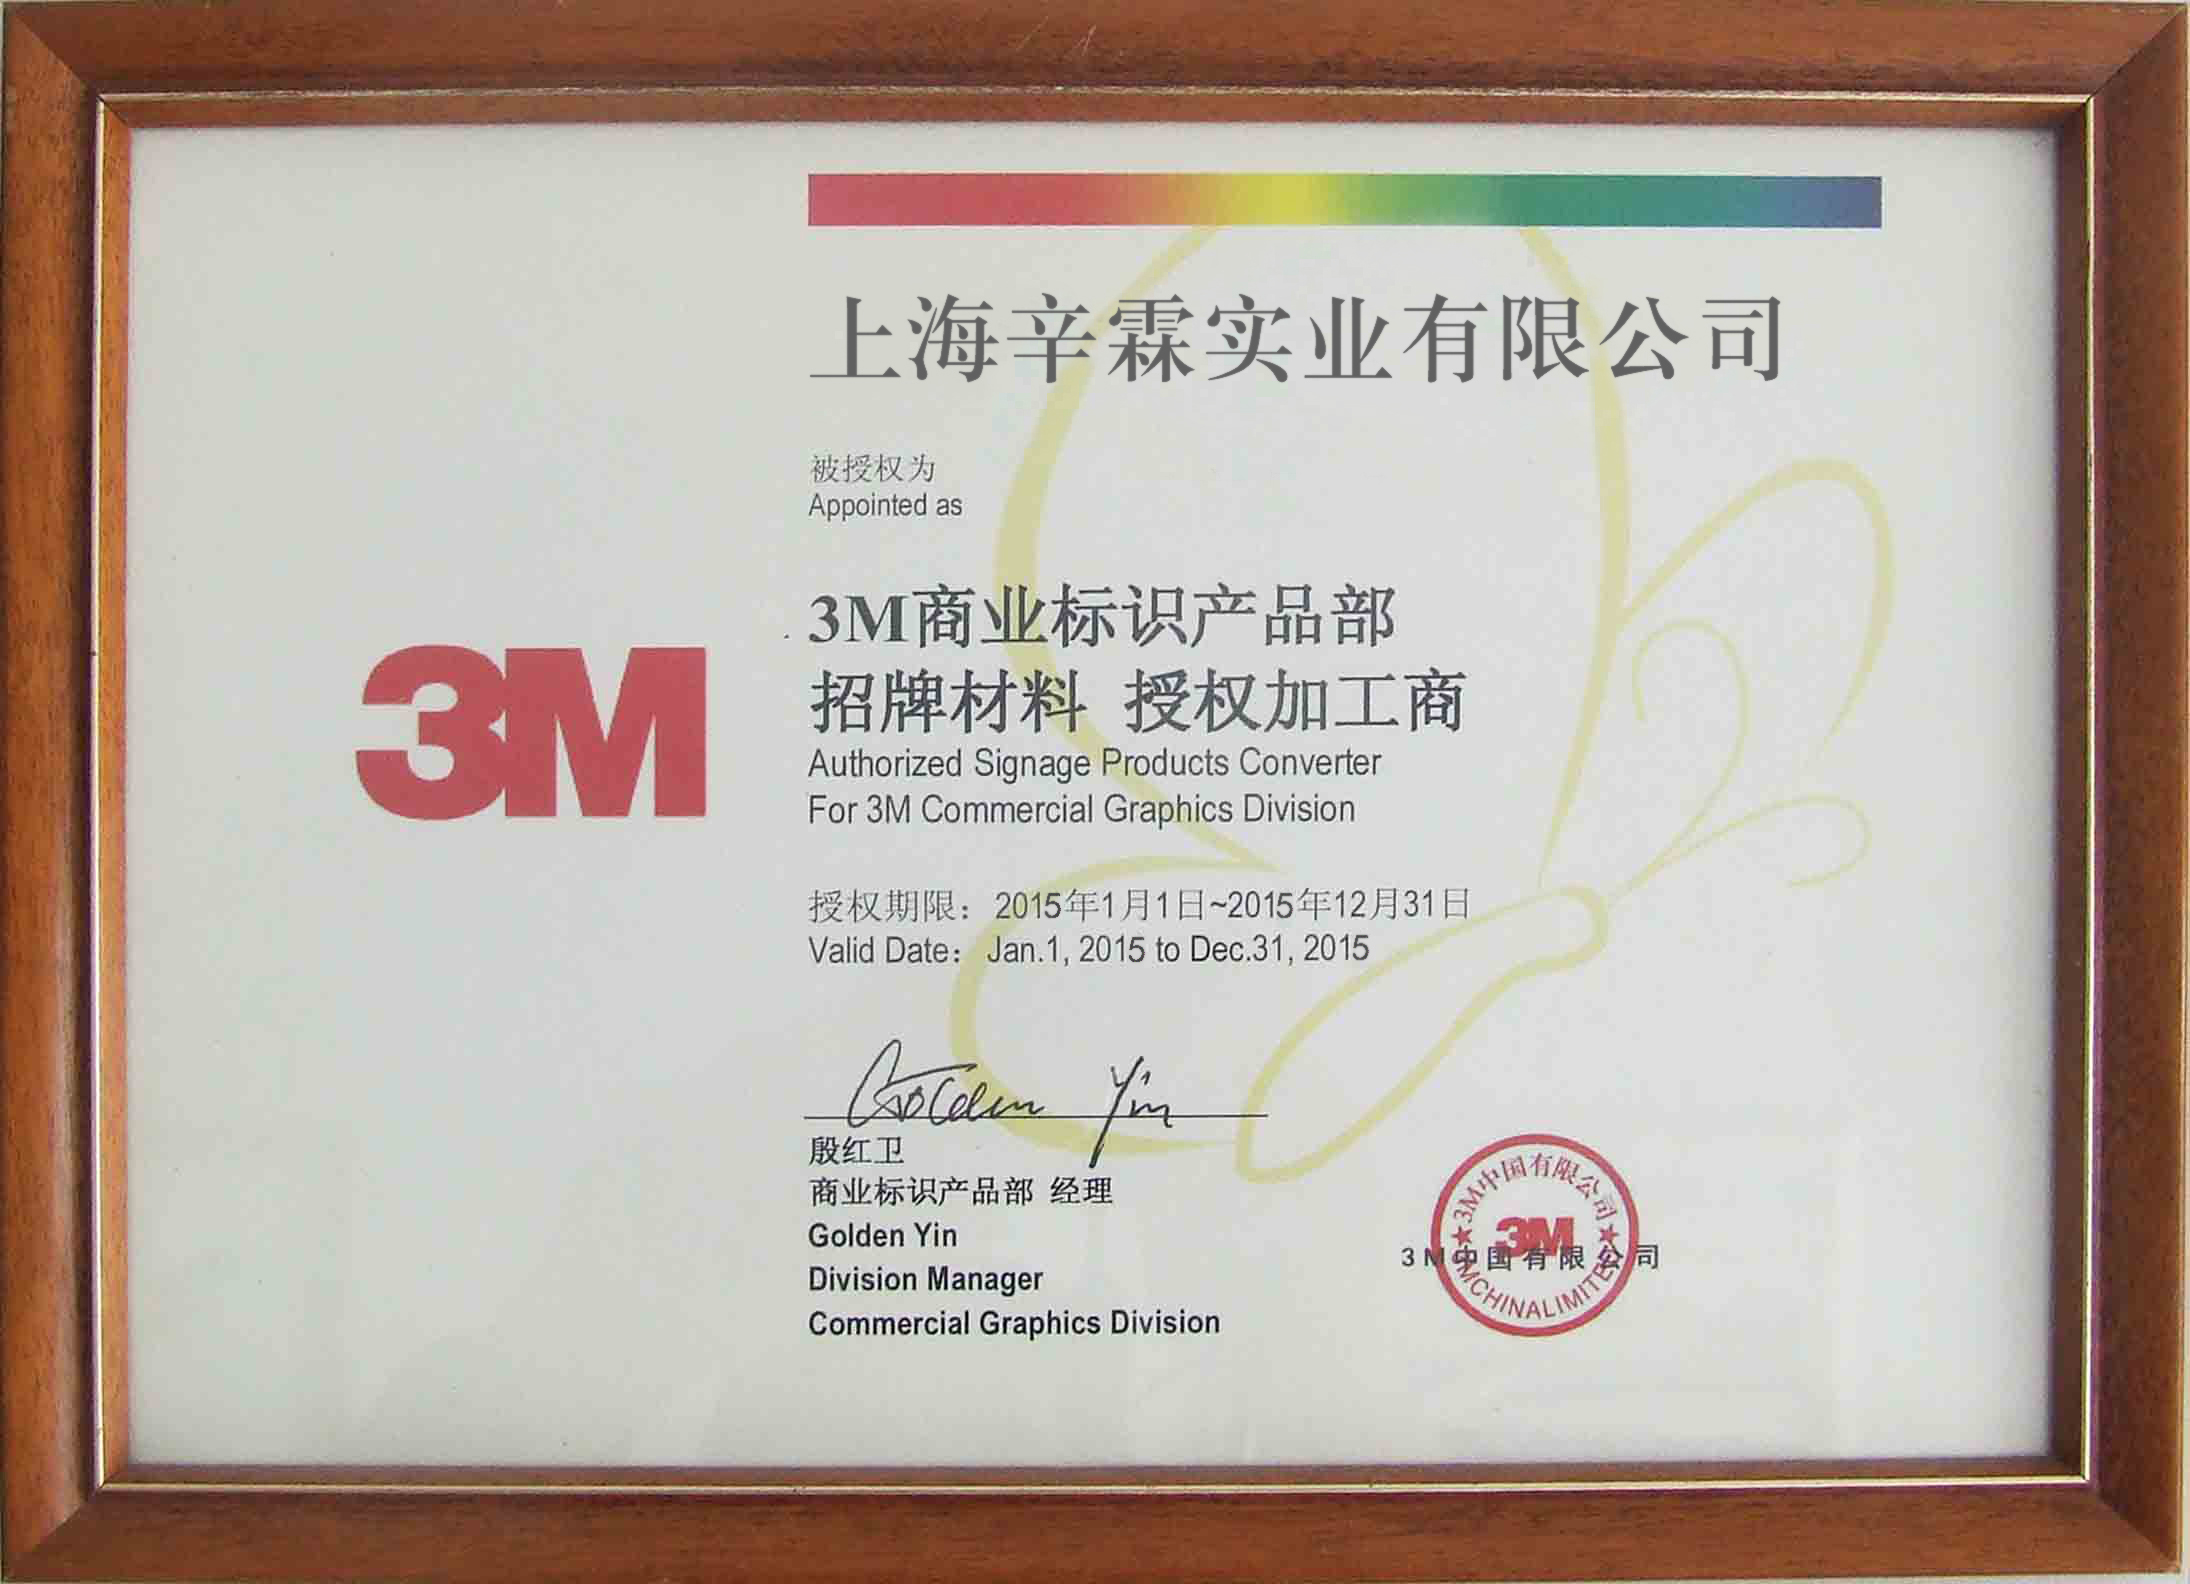 上海辛霖实业有限公司
被授权为
Appointed as
3M
3M商业标识产品部
招牌材料 授权加工商
Authorized Signage Products Converter
For 3M Commercial Graphics Division
授权期限：2015年1月1日~2015年12月31日
Valid Date：Jan.1, 2015 to Dec.31, 2015
Golden Yin
殷红卫
商业标识产品部 经理
Golden Yin
Division Manager
Commercial Graphics Division
★3M中国有限公司★
3M
3M中国有限公司
3MCHINALIMITED